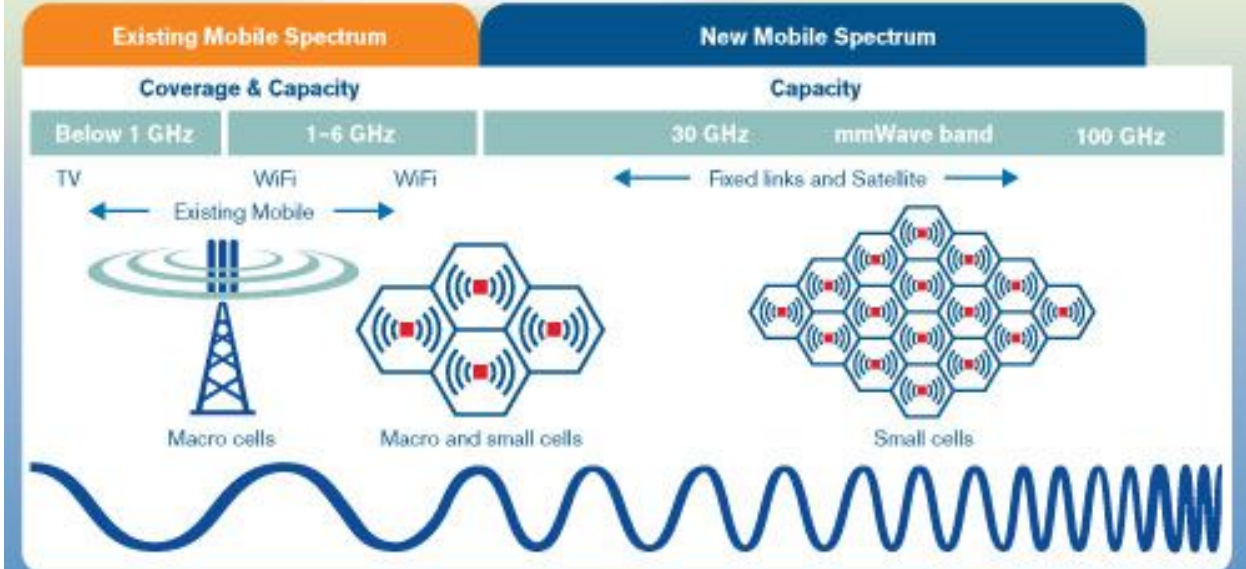 Existing Mobile Spectrum
New Mobile Spectrum
Coverage & Capacity
Capacity
Below 1 GHz
1–6 GHz
30 GHz
mmWave band
100 GHz
TV
WiFi
WiFi
Fixed links and Satellite
Existing Mobile
Macro cells
Macro and small cells
Small cells